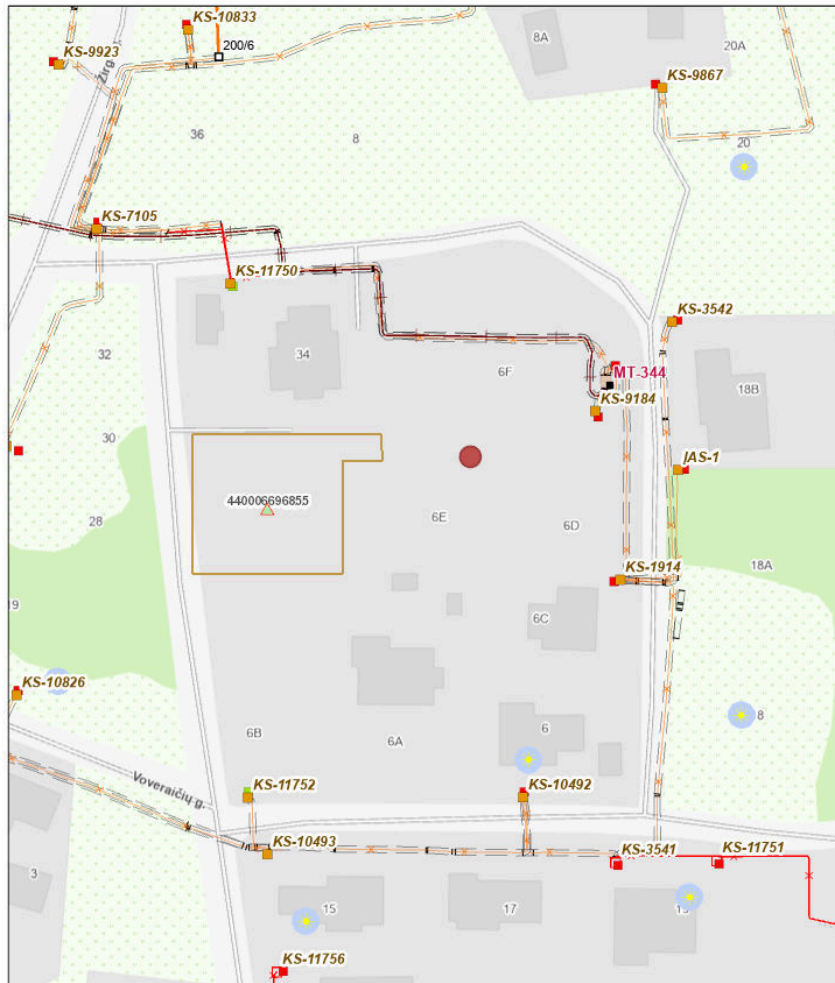 KS-10833
8A
20A
KS-9923
200/6
Žirg
KS-9867
36
8
20
KS-7105
KS-11750
KS-3542
32
34
6F
MT-344
18B
KS-9184
30
JAS-1
440006696855
28
6E
6D
18A
KS-1914
19
6C
KS-10826
8
6B
6A
6
Voveraičių g.
KS-11752
KS-10492
KS-10493
KS-3541
KS-11751
3
15
17
KS-11756